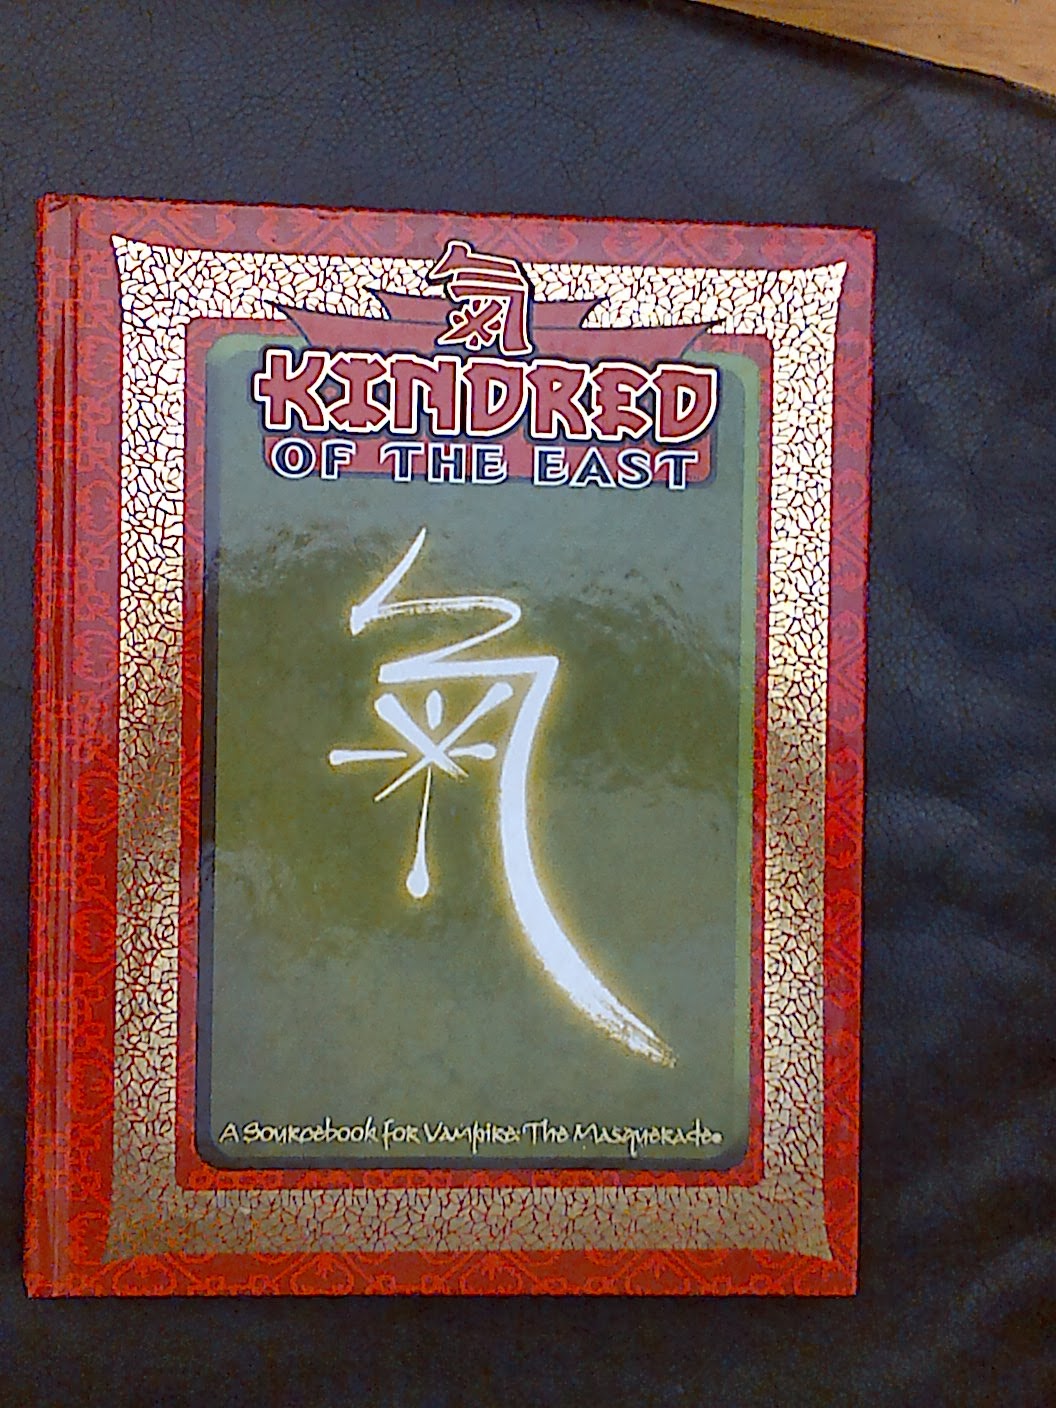 氣
KINDRED
OF THE EAST
氣
A Sourcebook for Vampire: The Masquerade®